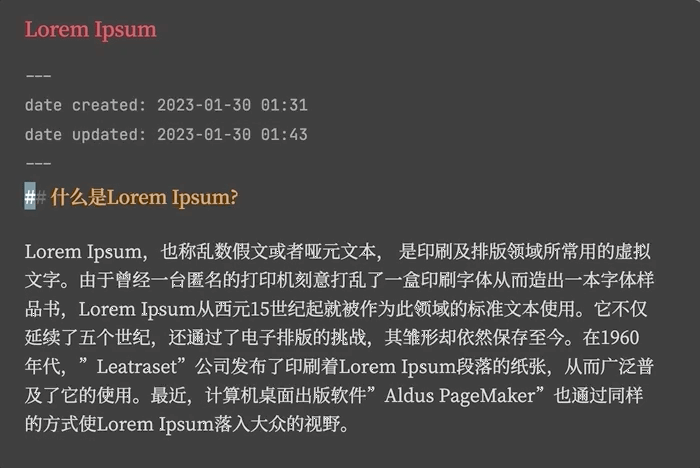 Lorem Ipsum
---
date created: 2023-01-30 01:31
date updated: 2023-01-30 01:43
---
## 什么是Lorem Ipsum?
Lorem Ipsum，也称乱数假文或者哑元文本， 是印刷及排版领域所常用的虚拟
文字。由于曾经一台匿名的打印机刻意打乱了一盒印刷字体从而造出一本字体样
品书，Lorem Ipsum从西元15世纪起就被作为此领域的标准文本使用。它不仅
延续了五个世纪，还通过了电子排版的挑战，其雏形却依然保存至今。在1960
年代，”Leatraset”公司发布了印刷着Lorem Ipsum段落的纸张，从而广泛普
及了它的使用。最近，计算机桌面出版软件”Aldus PageMaker”也通过同样
的方式使Lorem Ipsum落入大众的视野。